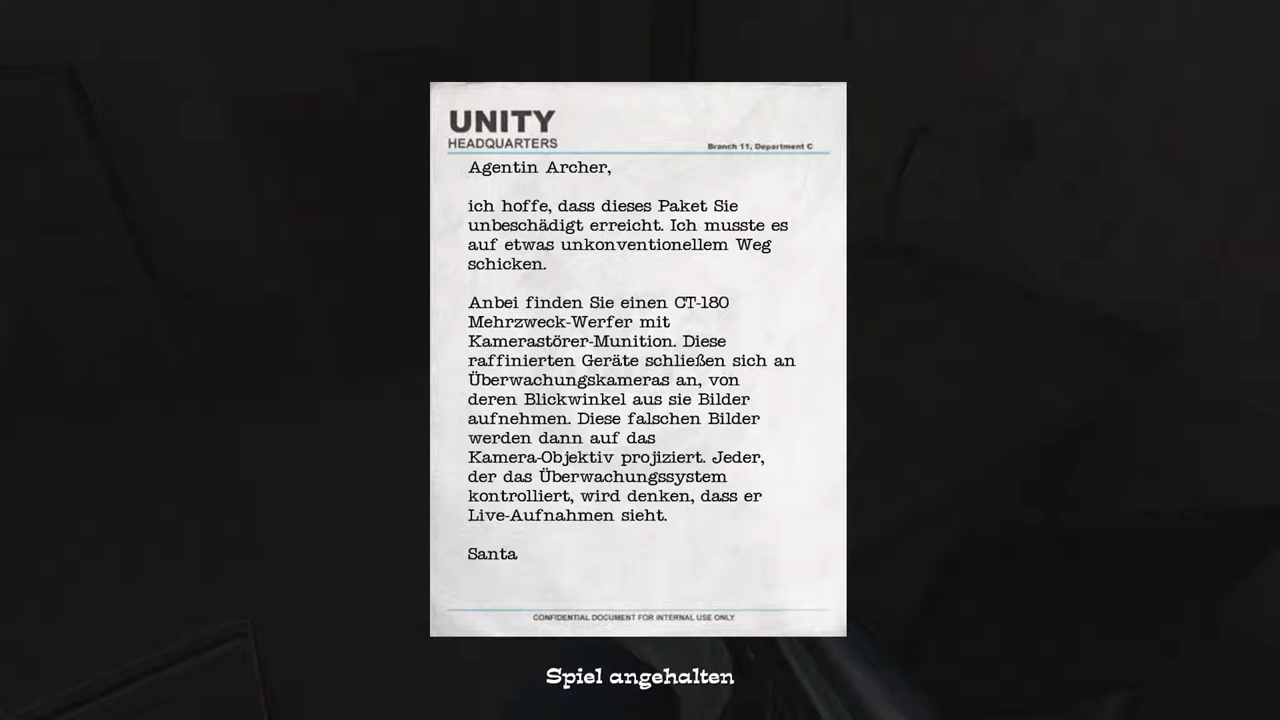 UNITY
HEADQUARTERS
Branch 11, Department C
Agentin Archer,
ich hoffe, dass dieses Paket Sie
unbeschädigt erreicht. Ich musste es
auf etwas unkonventionellem Weg
schicken.
Anbei finden Sie einen CT-180
Mehrzweck-Werfer mit
Kamerastörer-Munition. Diese
raffinierten Geräte schließen sich an
Überwachungskameras an, von
deren Blickwinkel aus sie Bilder
aufnehmen. Diese falschen Bilder
werden dann auf das
Kamera-Objektiv projiziert. Jeder,
der das Überwachungssystem
kontrolliert, wird denken, dass er
Live-Aufnahmen sieht.
Santa
CONFIDENTIAL DOCUMENT FOR INTERNAL USE ONLY
Spiel angehalten